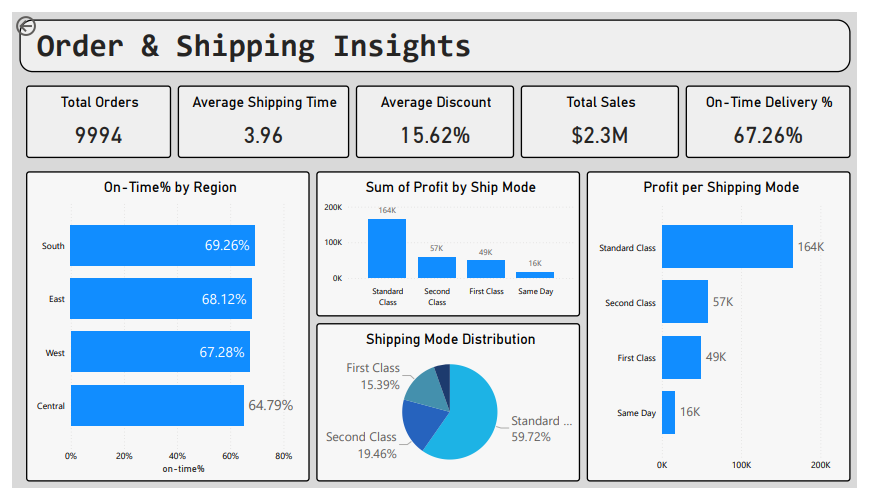 Order & Shipping Insights
Total Orders
9994
Average Shipping Time
3.96
Average Discount
15.62%
Total Sales
$2.3M
On-Time Delivery %
67.26%
On-Time% by Region
South
69.26%
East
68.12%
West
67.28%
Central
64.79%
0%
20%
40%
60%
80%
on-time%
Sum of Profit by Ship Mode
200K
100K
0K
164K
57K
49K
16K
Standard
Class
Second
Class
First Class
Same Day
Shipping Mode Distribution
First Class
15.39%
Second Class
19.46%
Standard ...
59.72%
Profit per Shipping Mode
Standard Class
164K
Second Class
57K
First Class
49K
Same Day
16K
0K
100K
200K